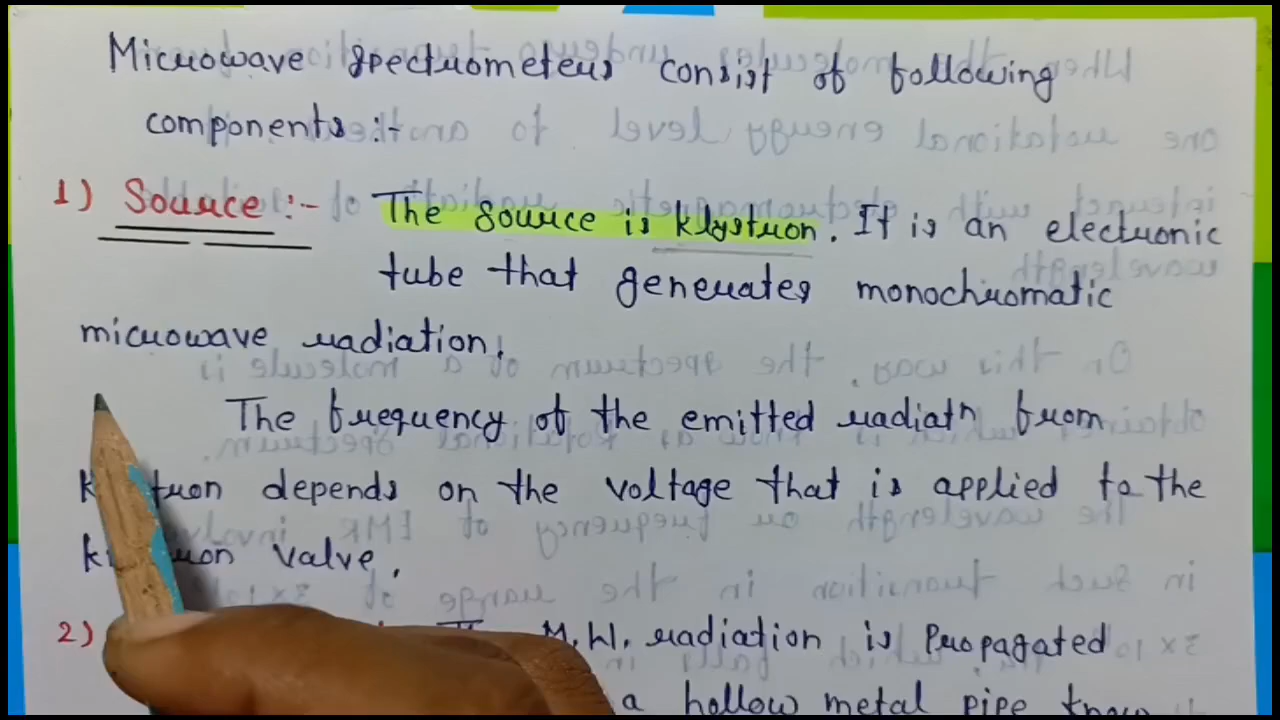 Microwave spectrometers consist of following
components :-
1) Source :- The source is klystron. It is an electronic
tube that generates monochromatic
microwave radiation.
The frequency of the emitted radiatn from
depends on the voltage that is applied to the
valve.
2) M.W. radiation is Propagated
a hollow metal pipe